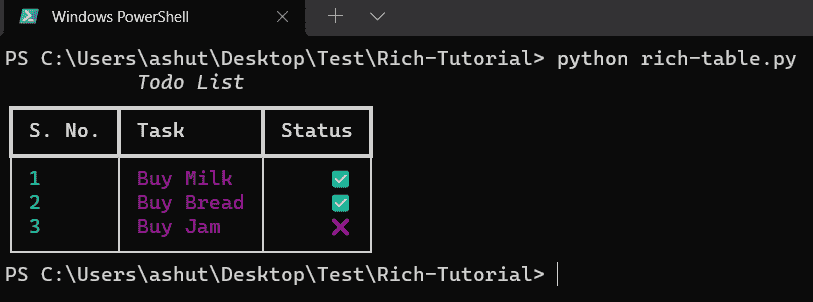 Windows PowerShell
PS C:\Users\ashut\Desktop\Test\Rich-Tutorial> python rich-table.py
Todo List
S. No. Task Status
1 Buy Milk ✅
2 Buy Bread ✅
3 Buy Jam ❌
PS C:\Users\ashut\Desktop\Test\Rich-Tutorial>